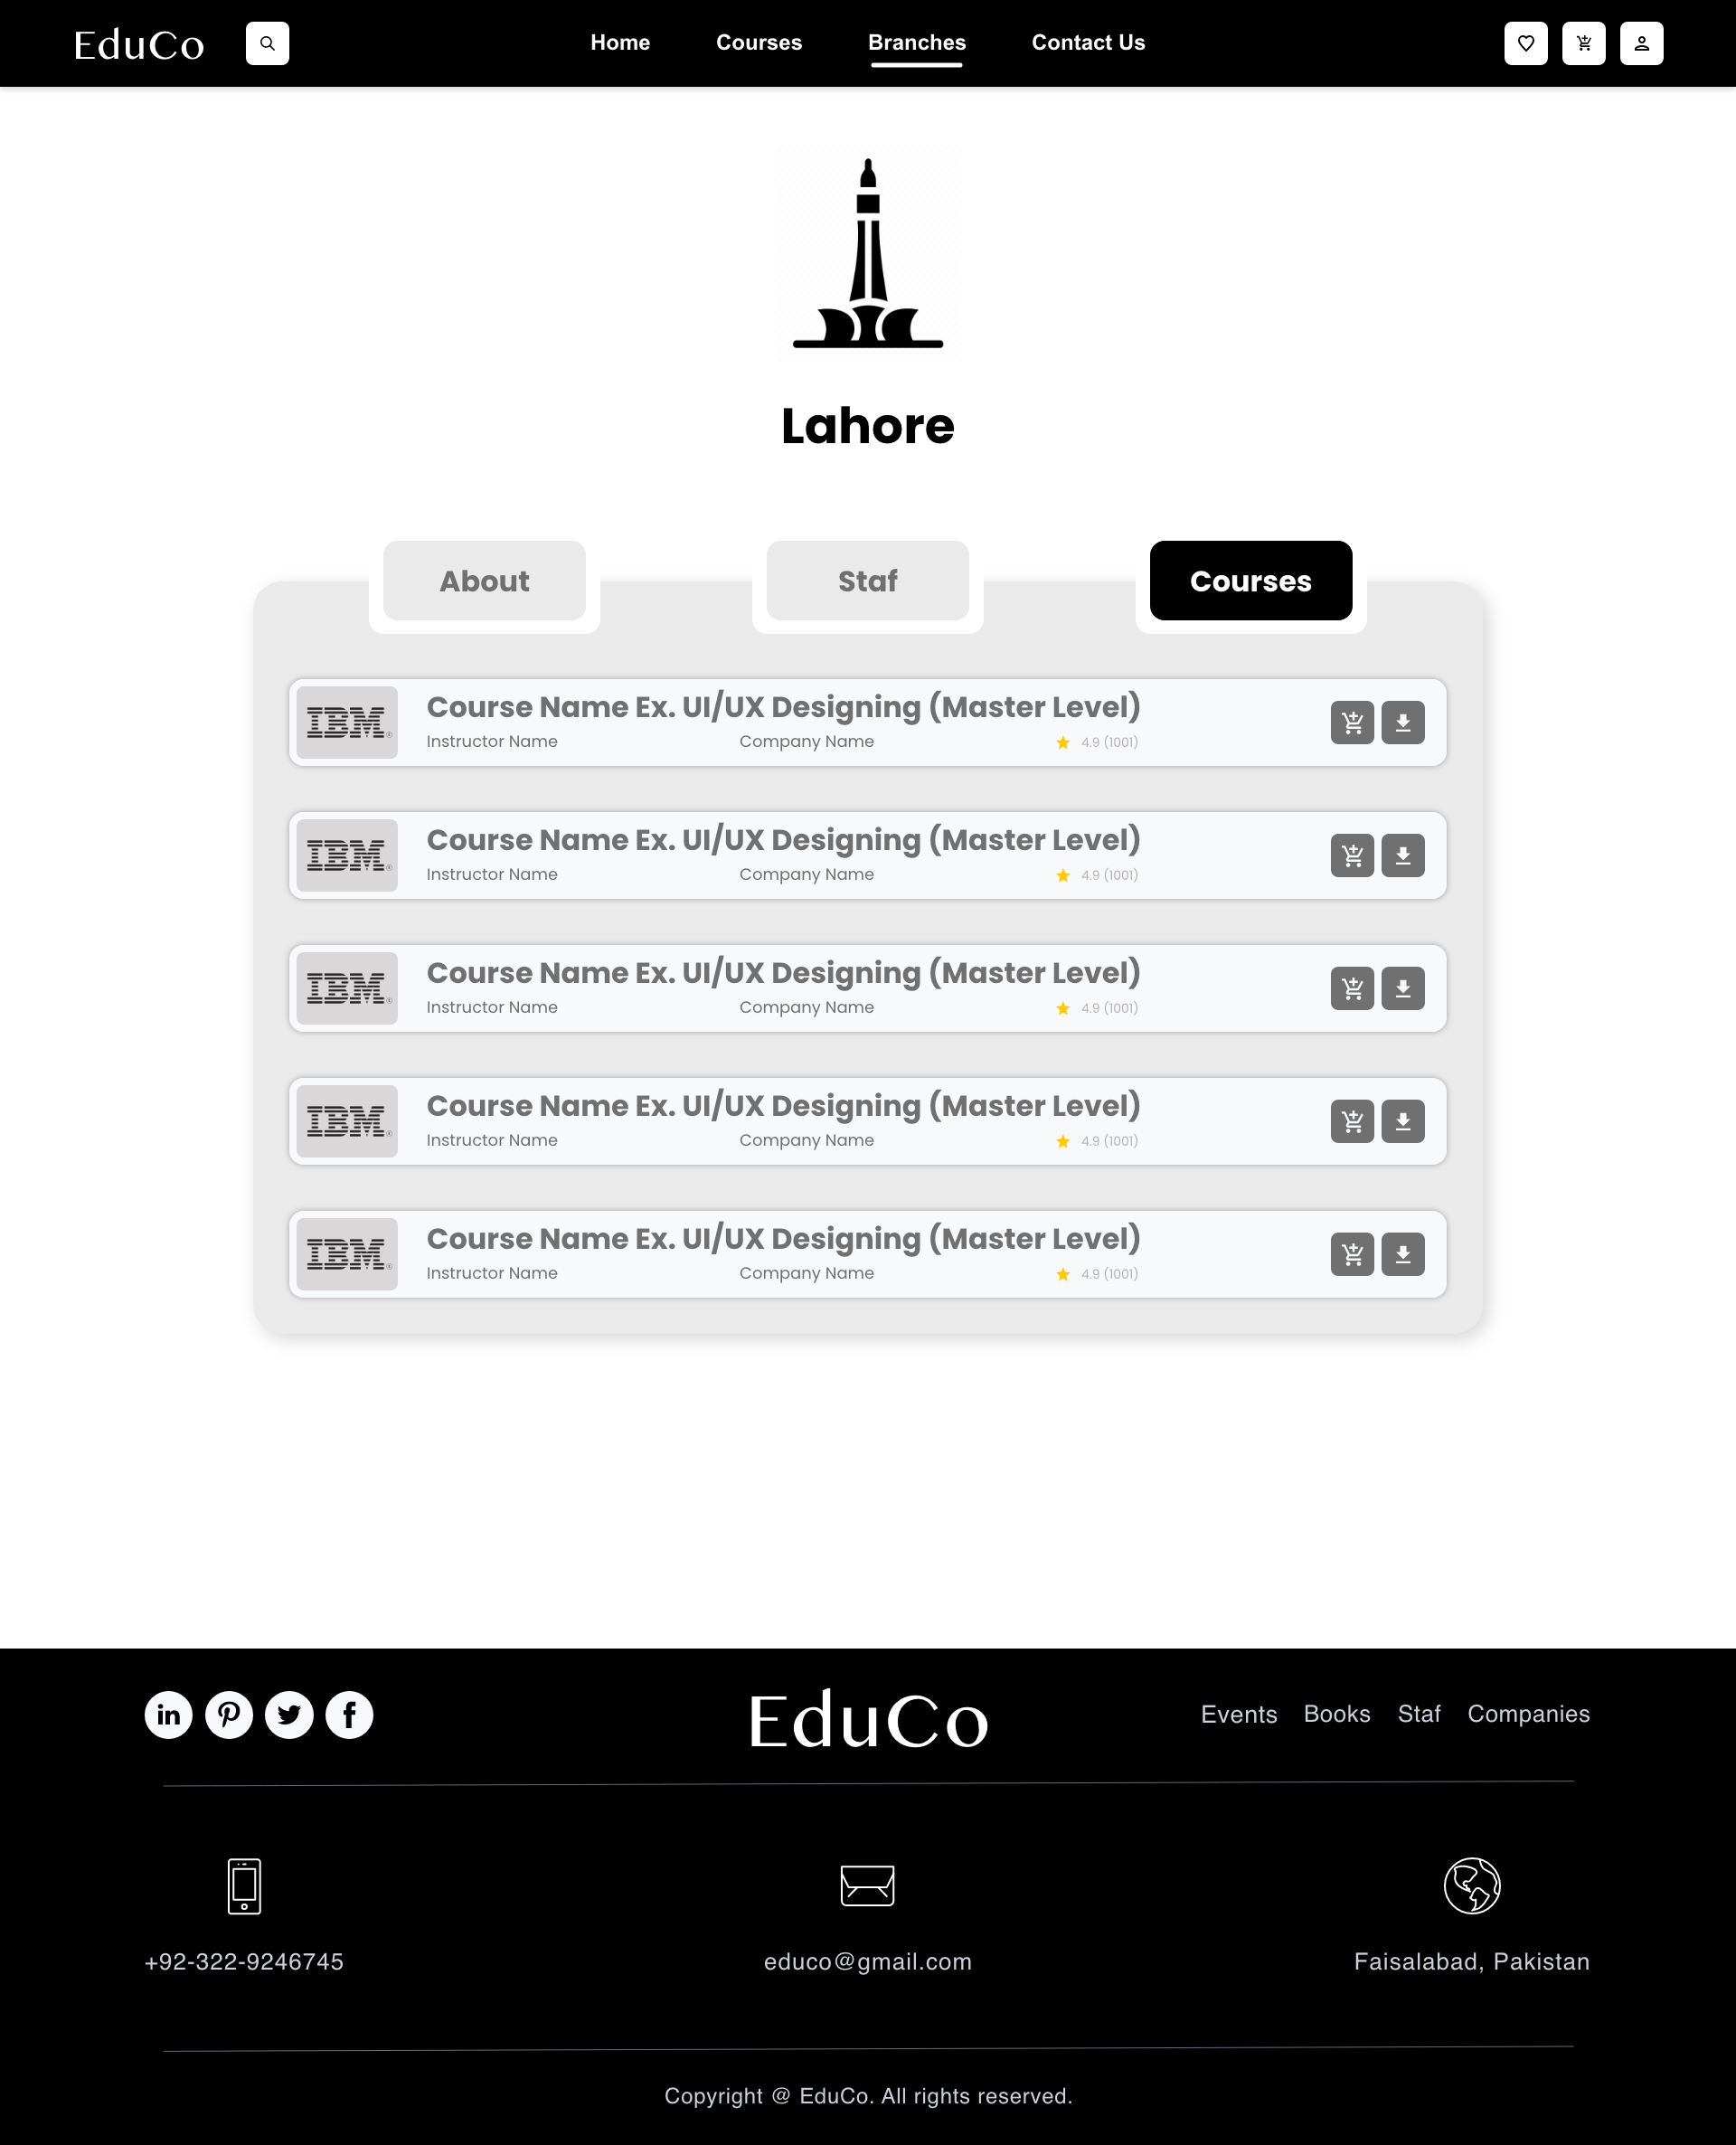 EduCo
Home Courses Branches Contact Us
Lahore
About Staf Courses
IBM
Course Name Ex. UI/UX Designing (Master Level)
Instructor Name Company Name 4.9 (1001)
IBM
Course Name Ex. UI/UX Designing (Master Level)
Instructor Name Company Name 4.9 (1001)
IBM
Course Name Ex. UI/UX Designing (Master Level)
Instructor Name Company Name 4.9 (1001)
IBM
Course Name Ex. UI/UX Designing (Master Level)
Instructor Name Company Name 4.9 (1001)
IBM
Course Name Ex. UI/UX Designing (Master Level)
Instructor Name Company Name 4.9 (1001)
EduCo
Events Books Staf Companies
+92-322-9246745
educo@gmail.com
Faisalabad, Pakistan
Copyright @ EduCo. All rights reserved.